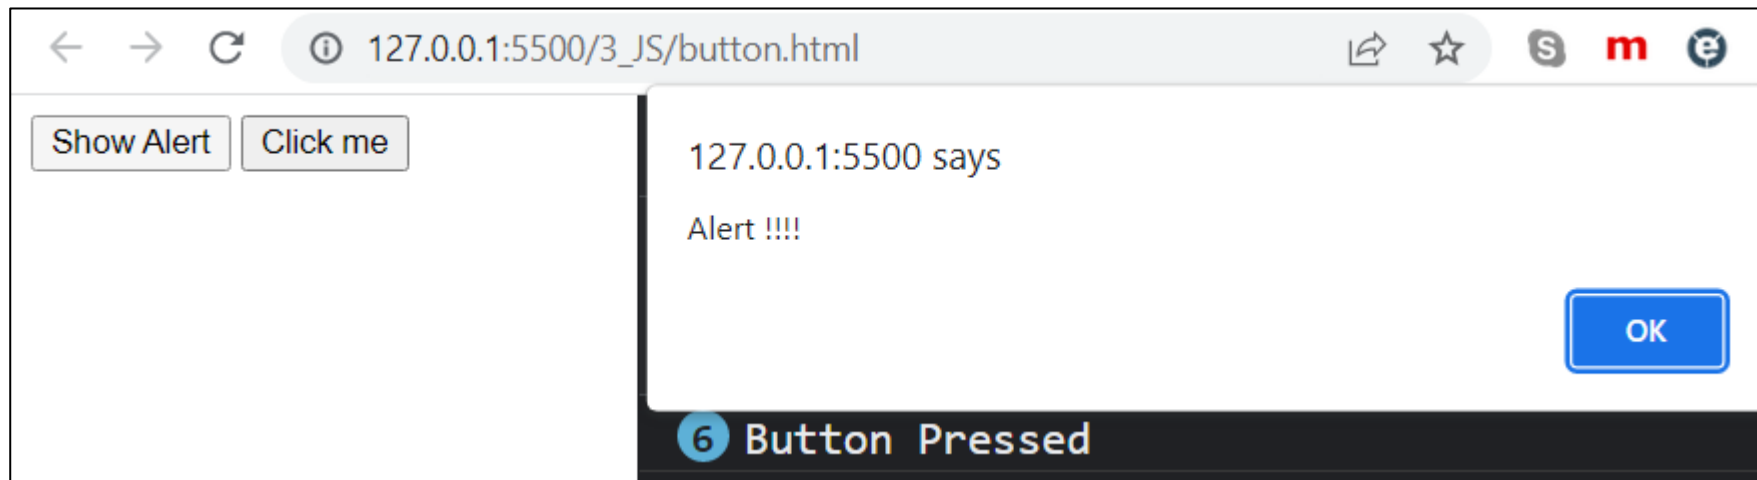 127.0.0.1:5500/3_JS/button.html
S m e
Show Alert Click me
127.0.0.1:5500 says
Alert !!!!
OK
6 Button Pressed